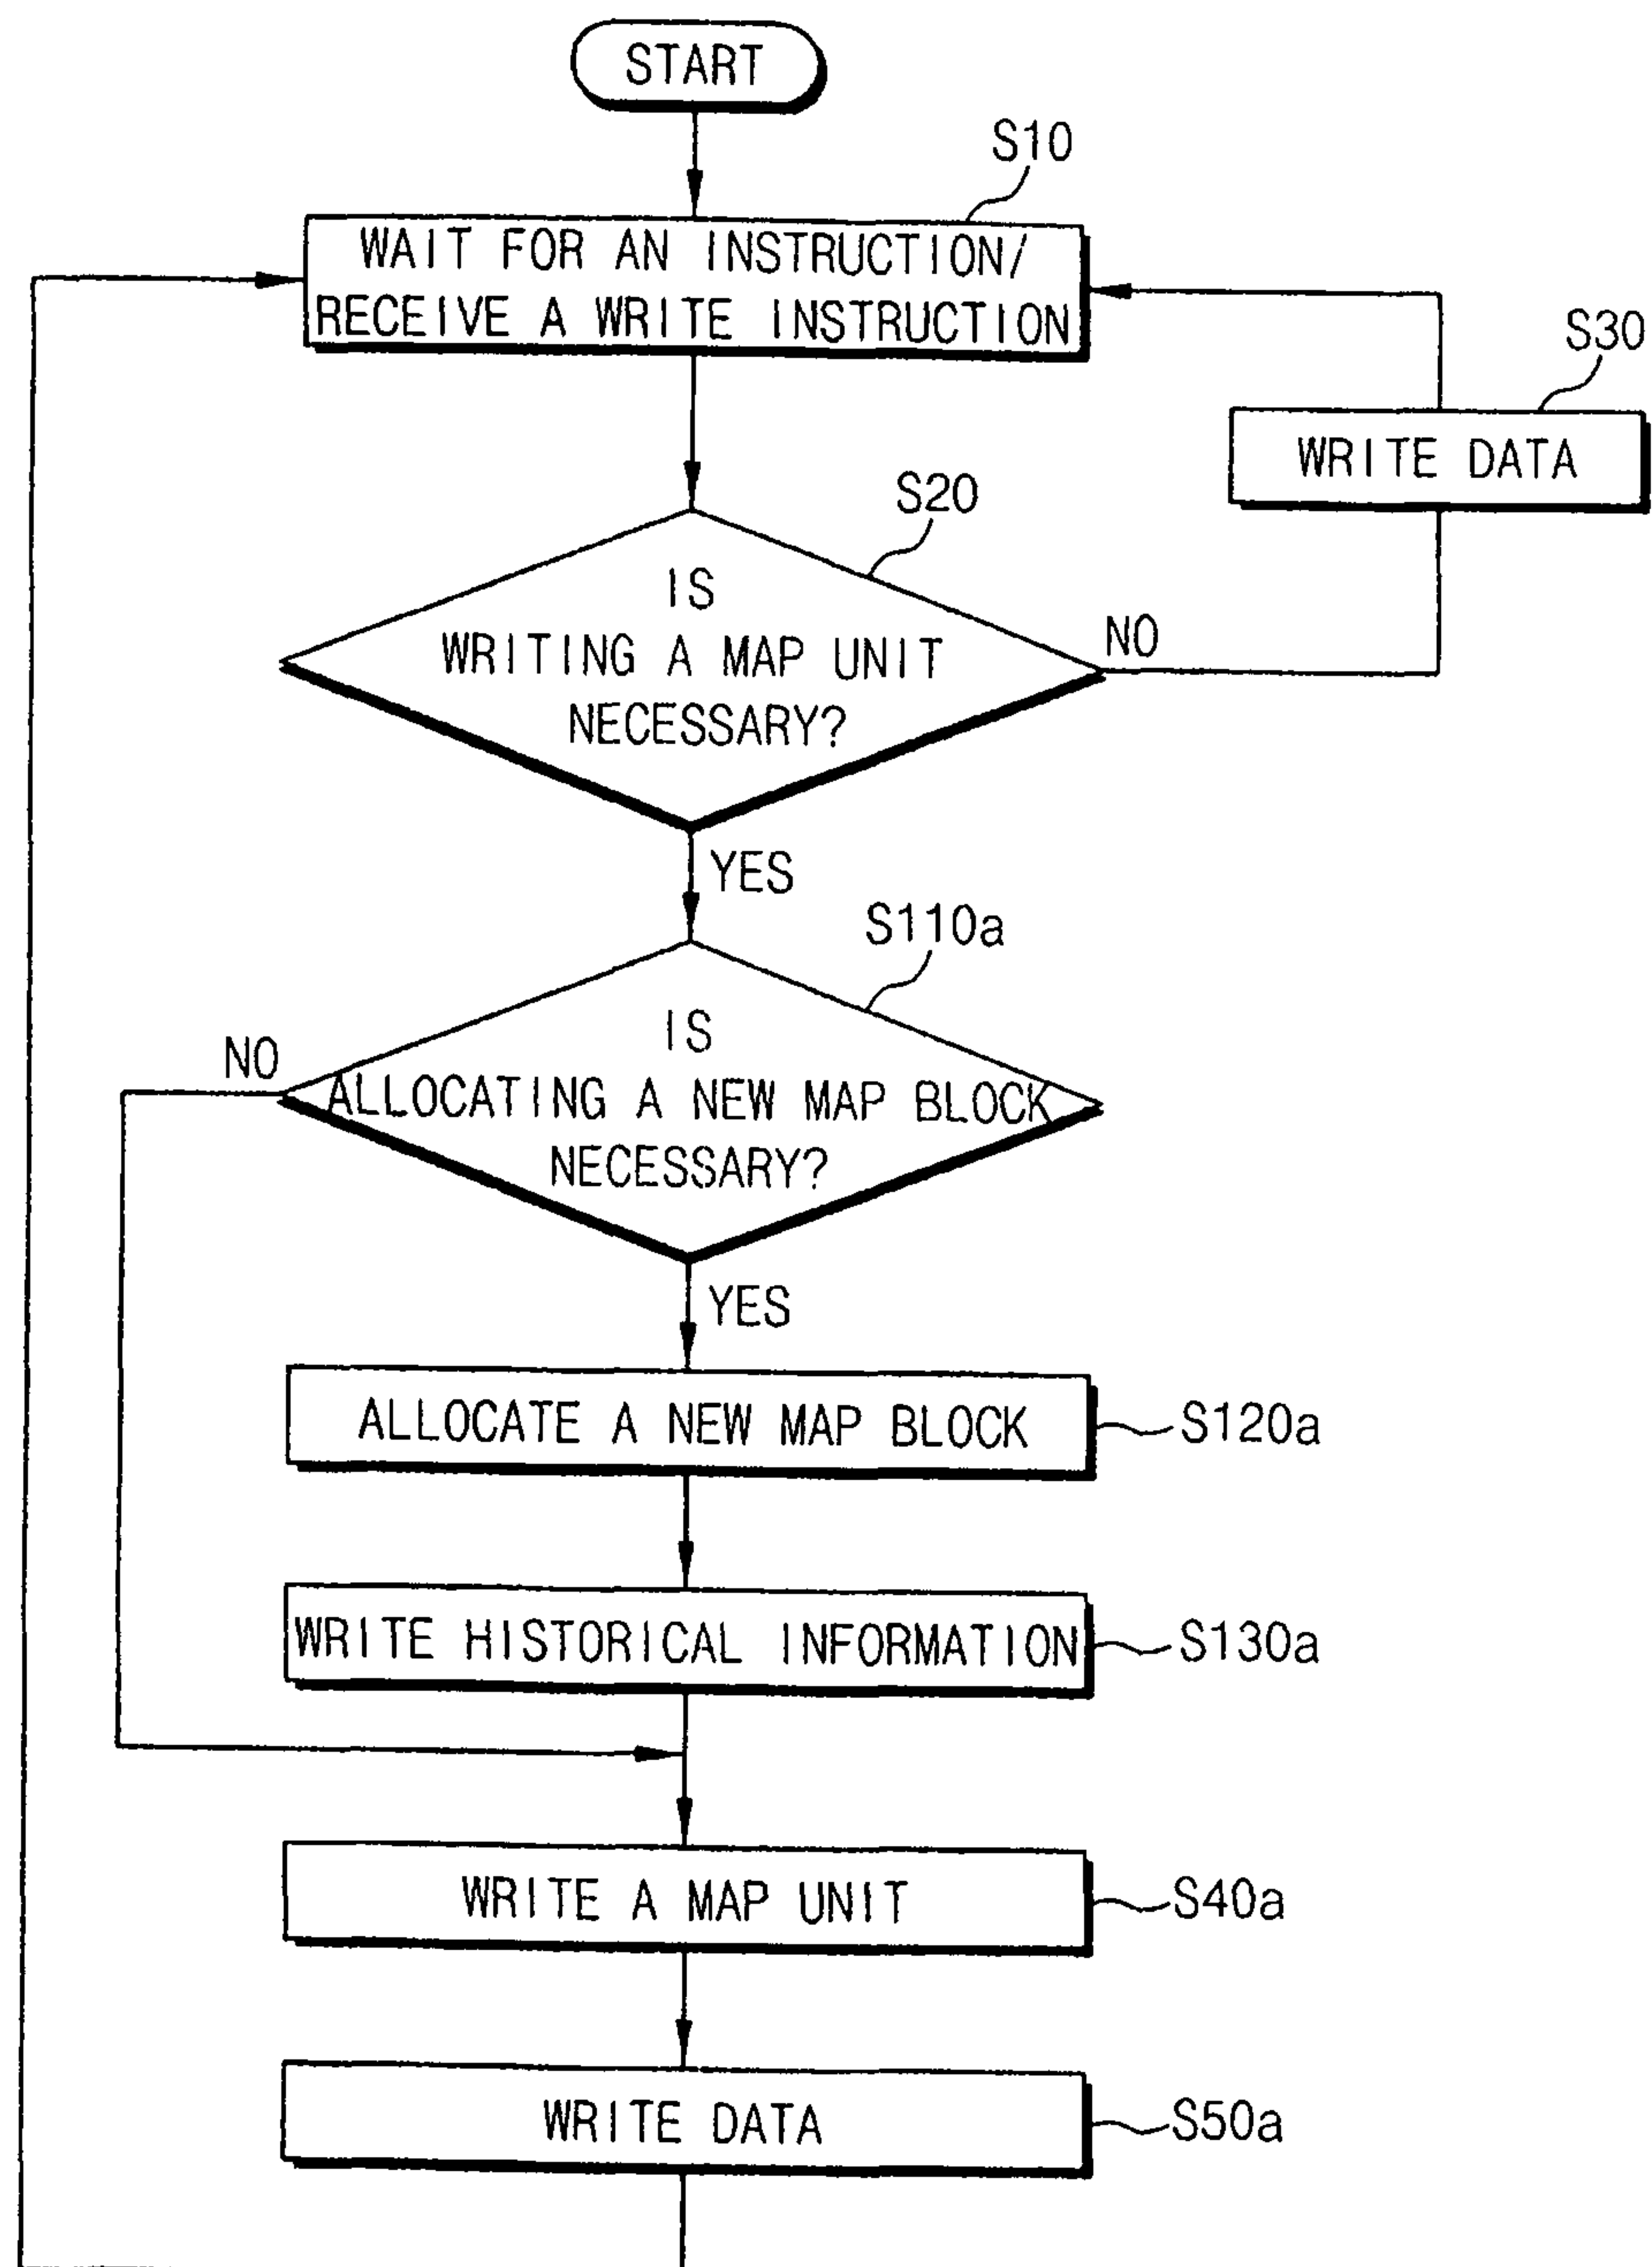 START
S10
WAIT FOR AN INSTRUCTION/
RECEIVE A WRITE INSTRUCTION
S30
WRITE DATA
S20
IS
WRITING A MAP UNIT
NECESSARY?
NO
YES
S110a
IS
ALLOCATING A NEW MAP BLOCK
NECESSARY?
NO
YES
ALLOCATE A NEW MAP BLOCK
S120a
WRITE HISTORICAL INFORMATION
S130a
WRITE A MAP UNIT
S40a
WRITE DATA
S50a